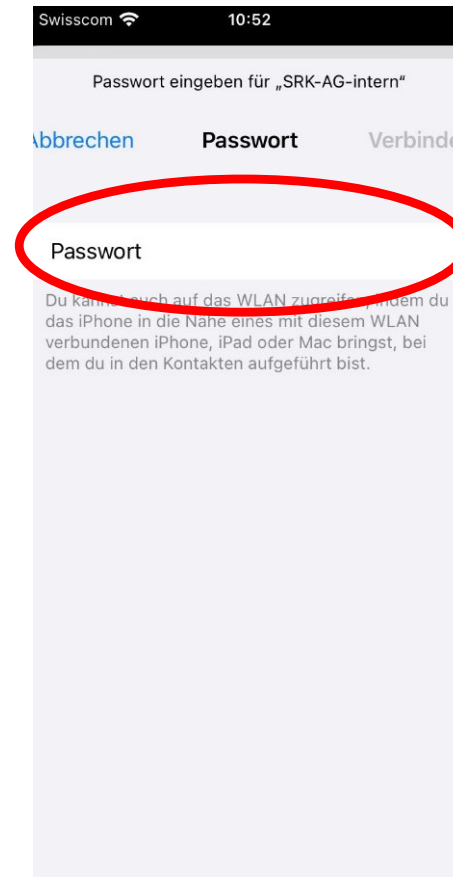 Swisscom 10:52
Passwort eingeben für „SRK-AG-intern“
Abbrechen Passwort Verbinde
Passwort
Du kannst auch auf das WLAN zugreifen, indem du
das iPhone in die Nähe eines mit diesem WLAN
verbundenen iPhone, iPad oder Mac bringst, bei
dem du in den Kontakten aufgeführt bist.